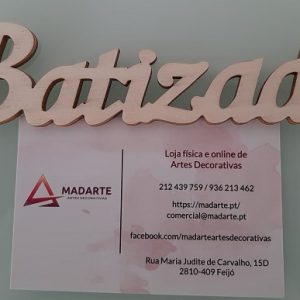 Batizad
MADARTE
ARTES DECORATIVAS
Loja física e online de
Artes Decorativas
212 439 759 / 936 213 462
https://madarte.pt/
comercial@madarte.pt
facebook.com/madarteartesdecorativas
Rua Maria Judite de Carvalho, 15D
2810-409 Feijó